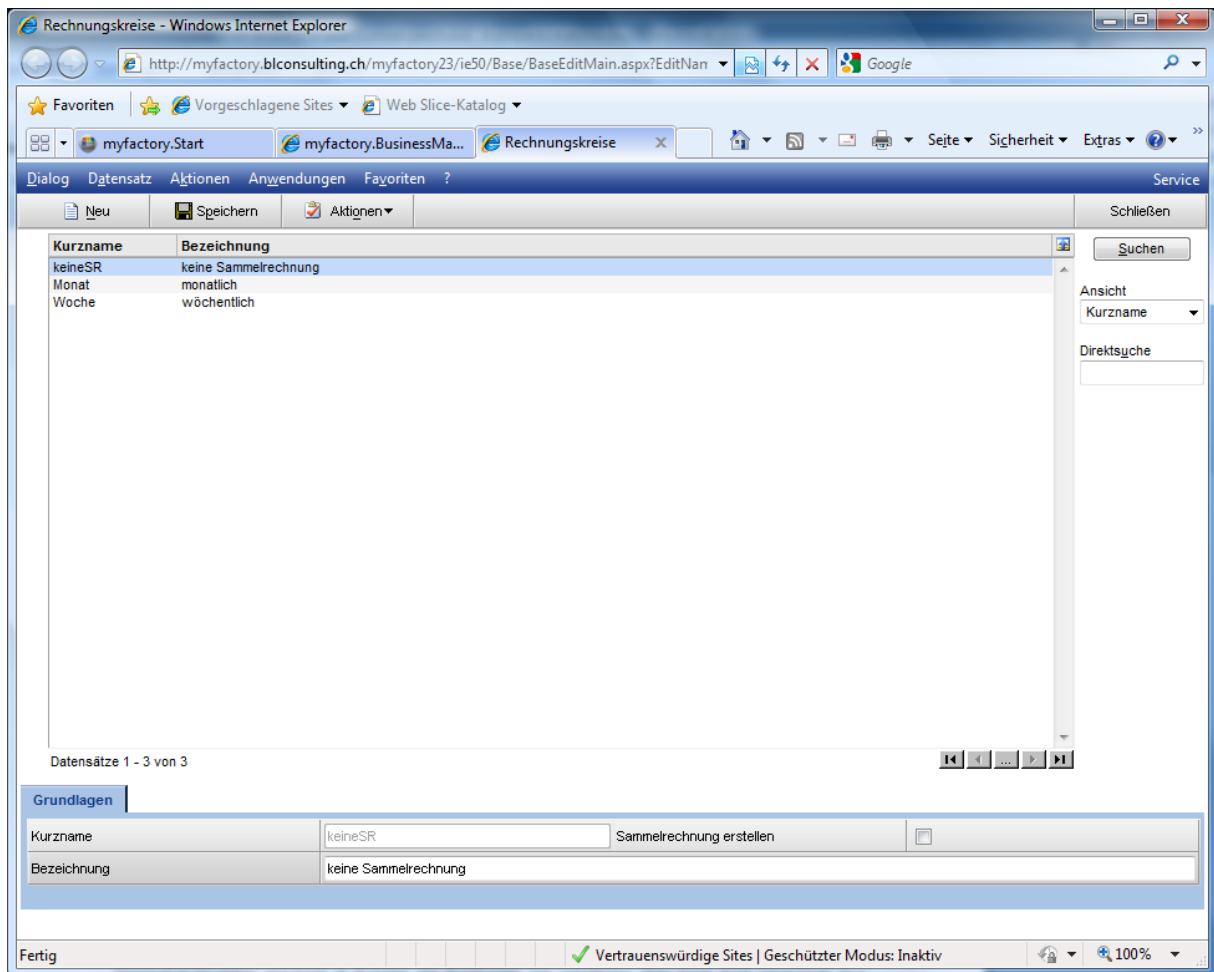 Rechnungskreise - Windows Internet Explorer
http://myfactory.blconsulting.ch/myfactory23/ie50/Base/BaseEditMain.aspx?EditNam
Google
Favoriten Vorgeschlagene Sites Web Slice-Katalog
myfactory.Start myfactory.BusinessMa... Rechnungskreise x Seite Sicherheit Extras »
Dialog Datensatz Aktionen Anwendungen Favoriten ? Service
Neu Speichern Aktionen Schließen
Kurzname Bezeichnung Suchen
keineSR keine Sammelrechnung
Monat monatlich
Woche wöchentlich
Ansicht
Kurzname
Direktsuche
Datensätze 1 - 3 von 3 ...
Grundlagen
Kurzname keineSR Sammelrechnung erstellen
Bezeichnung keine Sammelrechnung
Fertig Vertrauenswürdige Sites | Geschützter Modus: Inaktiv 100%